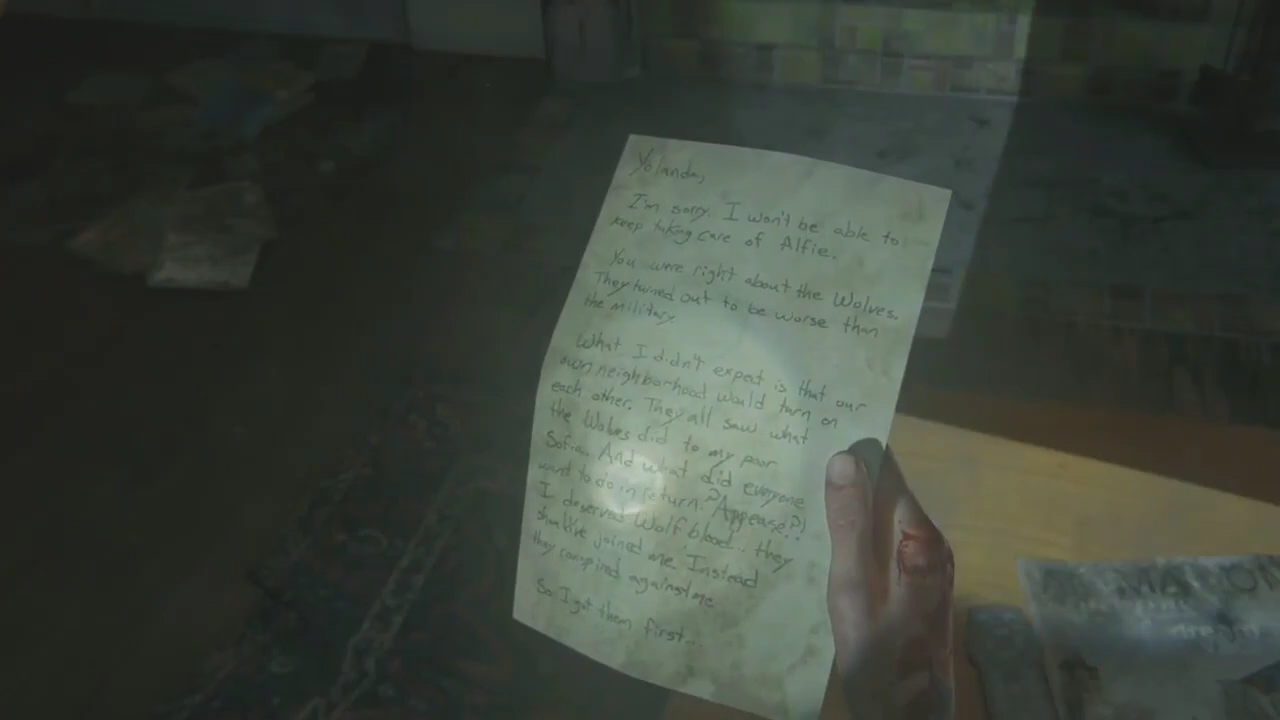 Yolanda,
I'm sorry. I won't be able to
keep taking care of Alfie.
You were right about the Wolves.
They turned out to be worse than
the military.
What I didn't expect is that our
own neighborhood would turn on
each other. They all saw what
the Wolves did to my poor
Sofia. And what did everyone
want to do in return? "Appease?!
I deserved Wolf blood... they
should've joined me. Instead
they conspired against me
So I got them first...